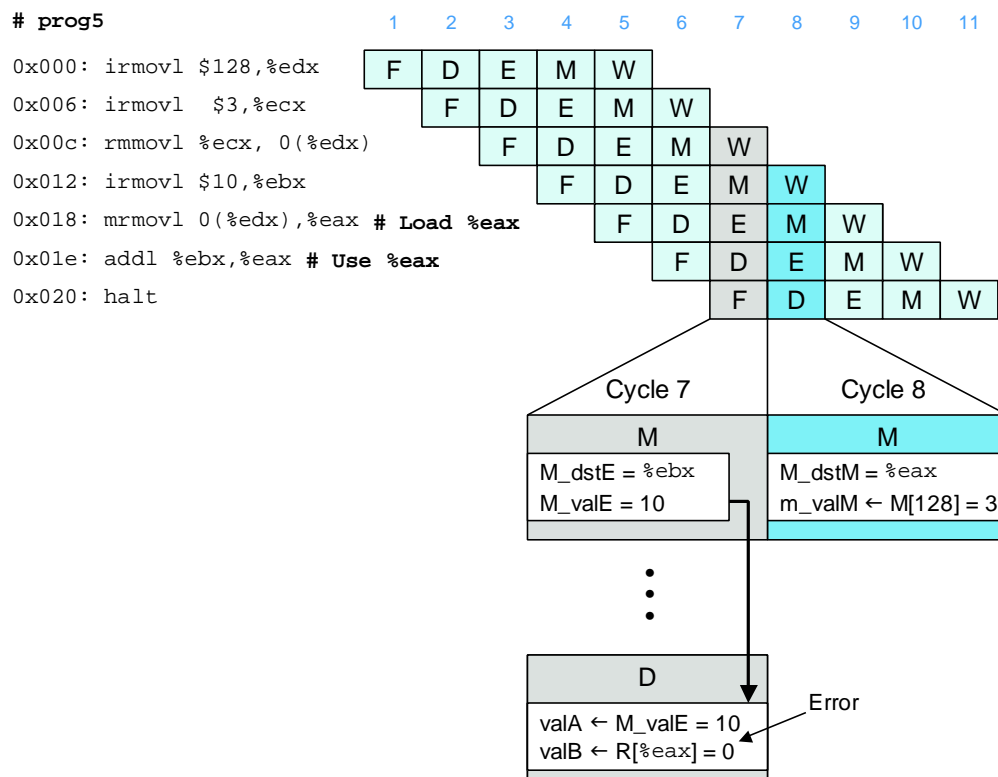 # prog5 1 2 3 4 5 6 7 8 9 10 11
0x000: irmovl $128,%edx F D E M W
0x006: irmovl  $3,%ecx F D E M W
0x00c: rmmovl %ecx, 0(%edx) F D E M W
0x012: irmovl $10,%ebx F D E M W
0x018: mrmovl 0(%edx),%eax # Load %eax F D E M W
0x01e: addl %ebx,%eax # Use %eax F D E M W
0x020: halt F D E M W
Cycle 7 Cycle 8
M M
M_dstE = %ebx M_dstM = %eax
M_valE = 10 m_valM ← M[128] = 3
D
Error
valA ← M_valE = 10
valB ← R[%eax] = 0